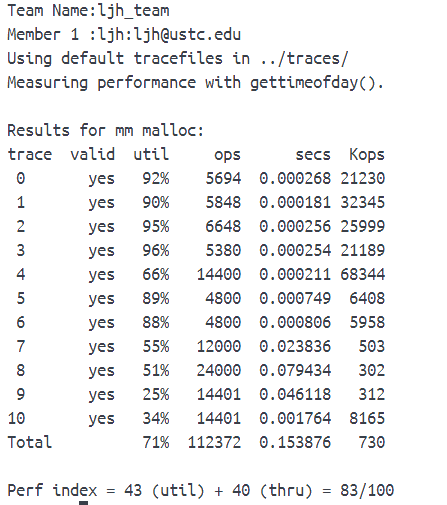 Team Name:ljh_team
Member 1 :ljh:ljh@ustc.edu
Using default tracefiles in ../traces/
Measuring performance with gettimeofday().

Results for mm malloc:
trace  valid  util     ops      secs  Kops
 0       yes   92%    5694  0.000268 21230
 1       yes   90%    5848  0.000181 32345
 2       yes   95%    6648  0.000256 25999
 3       yes   96%    5380  0.000254 21189
 4       yes   66%   14400  0.000211 68344
 5       yes   89%    4800  0.000749  6408
 6       yes   88%    4800  0.000806  5958
 7       yes   55%   12000  0.023836   503
 8       yes   51%   24000  0.079434   302
 9       yes   25%   14401  0.046118   312
10       yes   34%   14401  0.001764  8165
Total          71%  112372  0.153876   730

Perf index = 43 (util) + 40 (thru) = 83/100